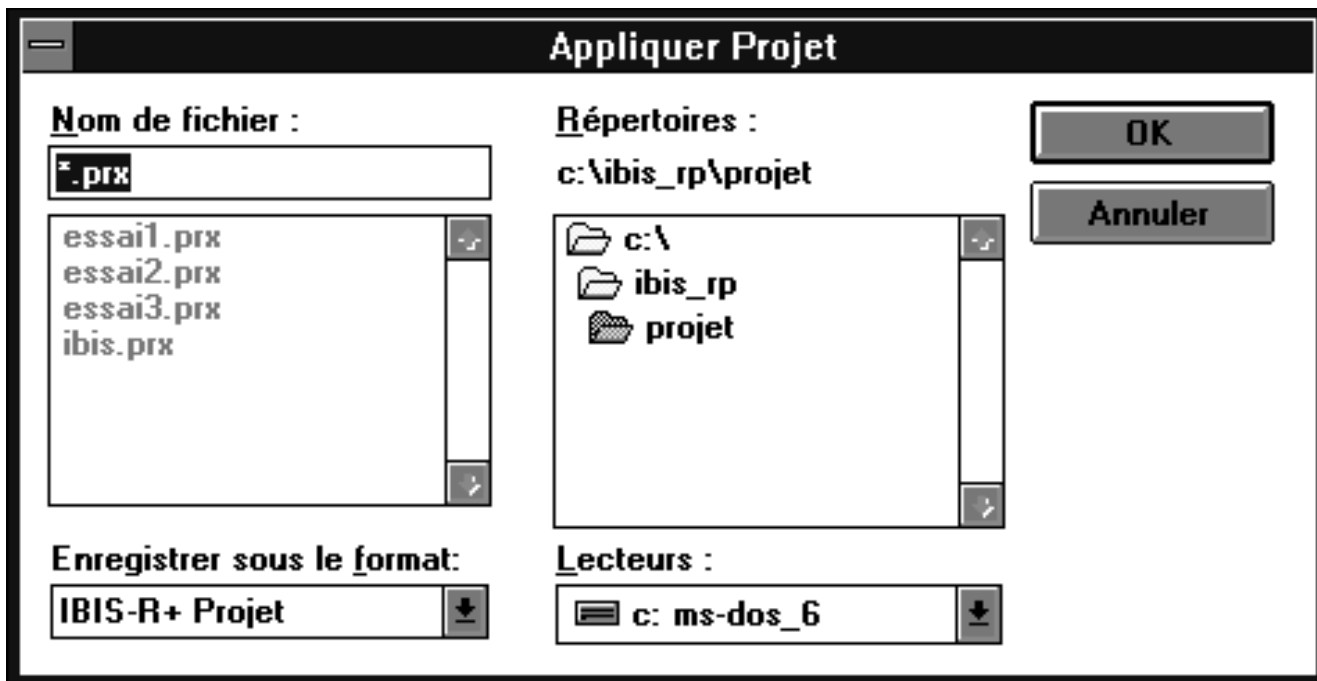 Appliquer Projet
Nom de fichier :
*.prx
essai1.prx
essai2.prx
essai3.prx
ibis.prx
Enregistrer sous le format:
IBIS-R+ Projet
Répertoires :
c:\ibis_rp\projet
c:\
ibis_rp
projet
Lecteurs :
c: ms-dos_6
OK
Annuler